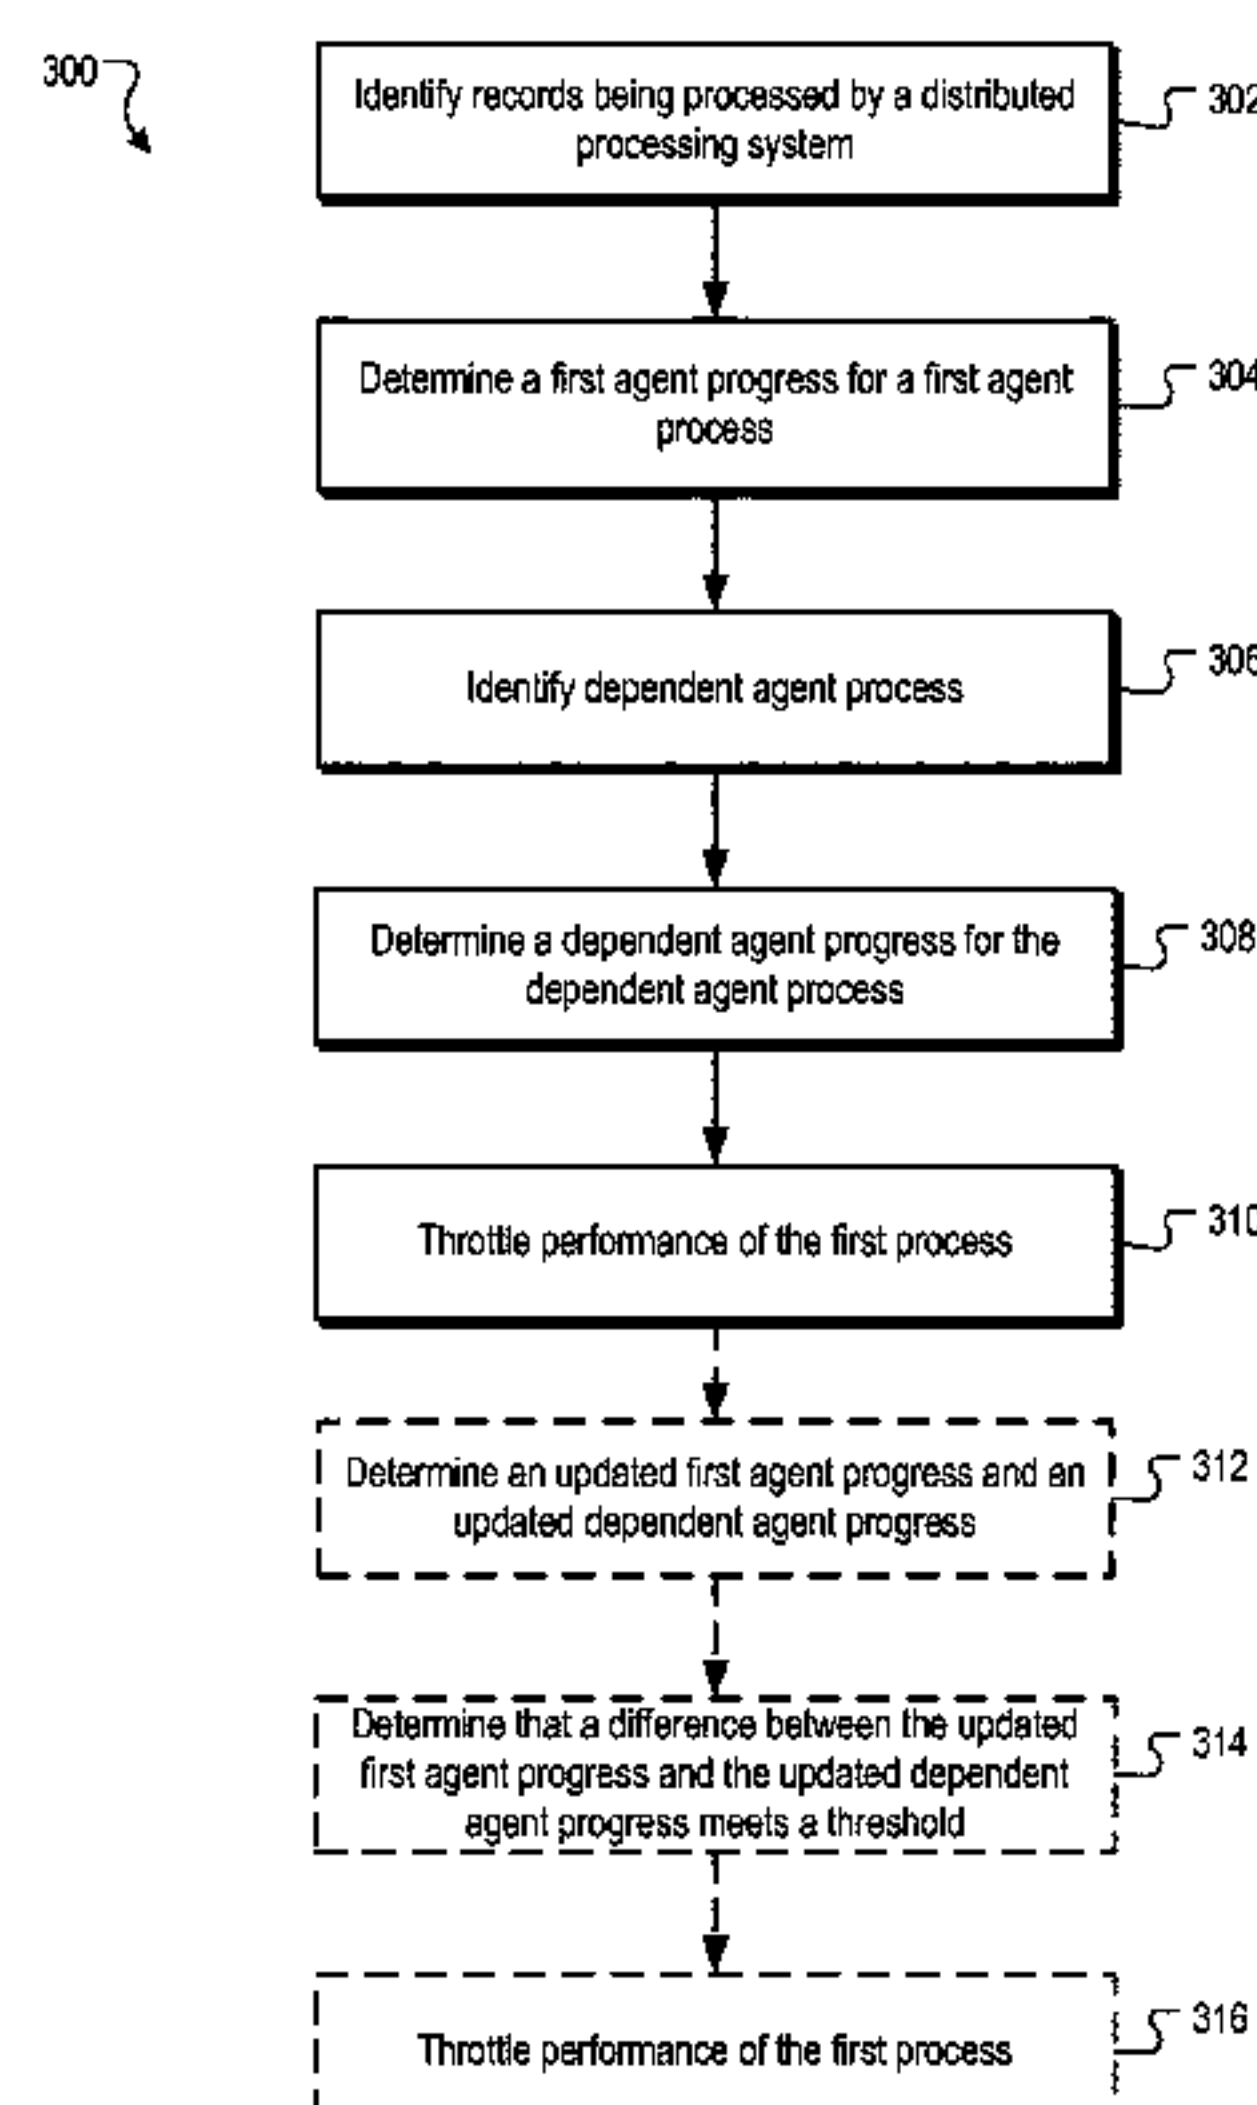 300
Identify records being processed by a distributed
processing system
302
Determine a first agent progress for a first agent
process
304
Identify dependent agent process
306
Determine a dependent agent progress for the
dependent agent process
308
Throttle performance of the first process
310
Determine an updated first agent progress and an
updated dependent agent progress
312
Determine that a difference between the updated
first agent progress and the updated dependent
agent progress meets a threshold
314
Throttle performance of the first process
316